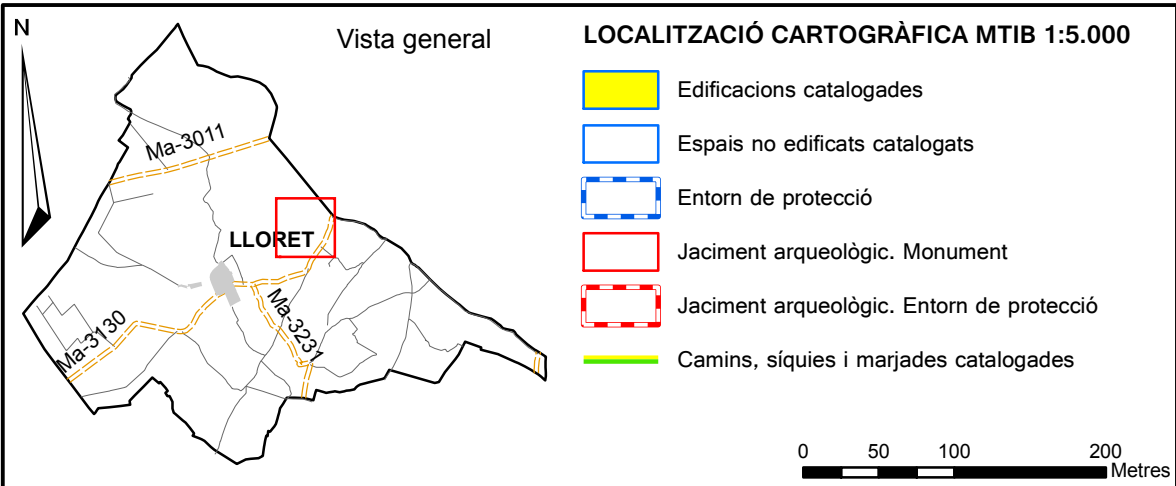 N
Vista general
Ma-3011
LLORET
Ma-3130
Ma-3231
LOCALITZACIÓ CARTOGRÀFICA MTIB 1:5.000
Edificacions catalogades
Espais no edificats catalogats
Entorn de protecció
Jaciment arqueològic. Monument
Jaciment arqueològic. Entorn de protecció
Camins, síquies i marjades catalogades
0 50 100 200
Metres